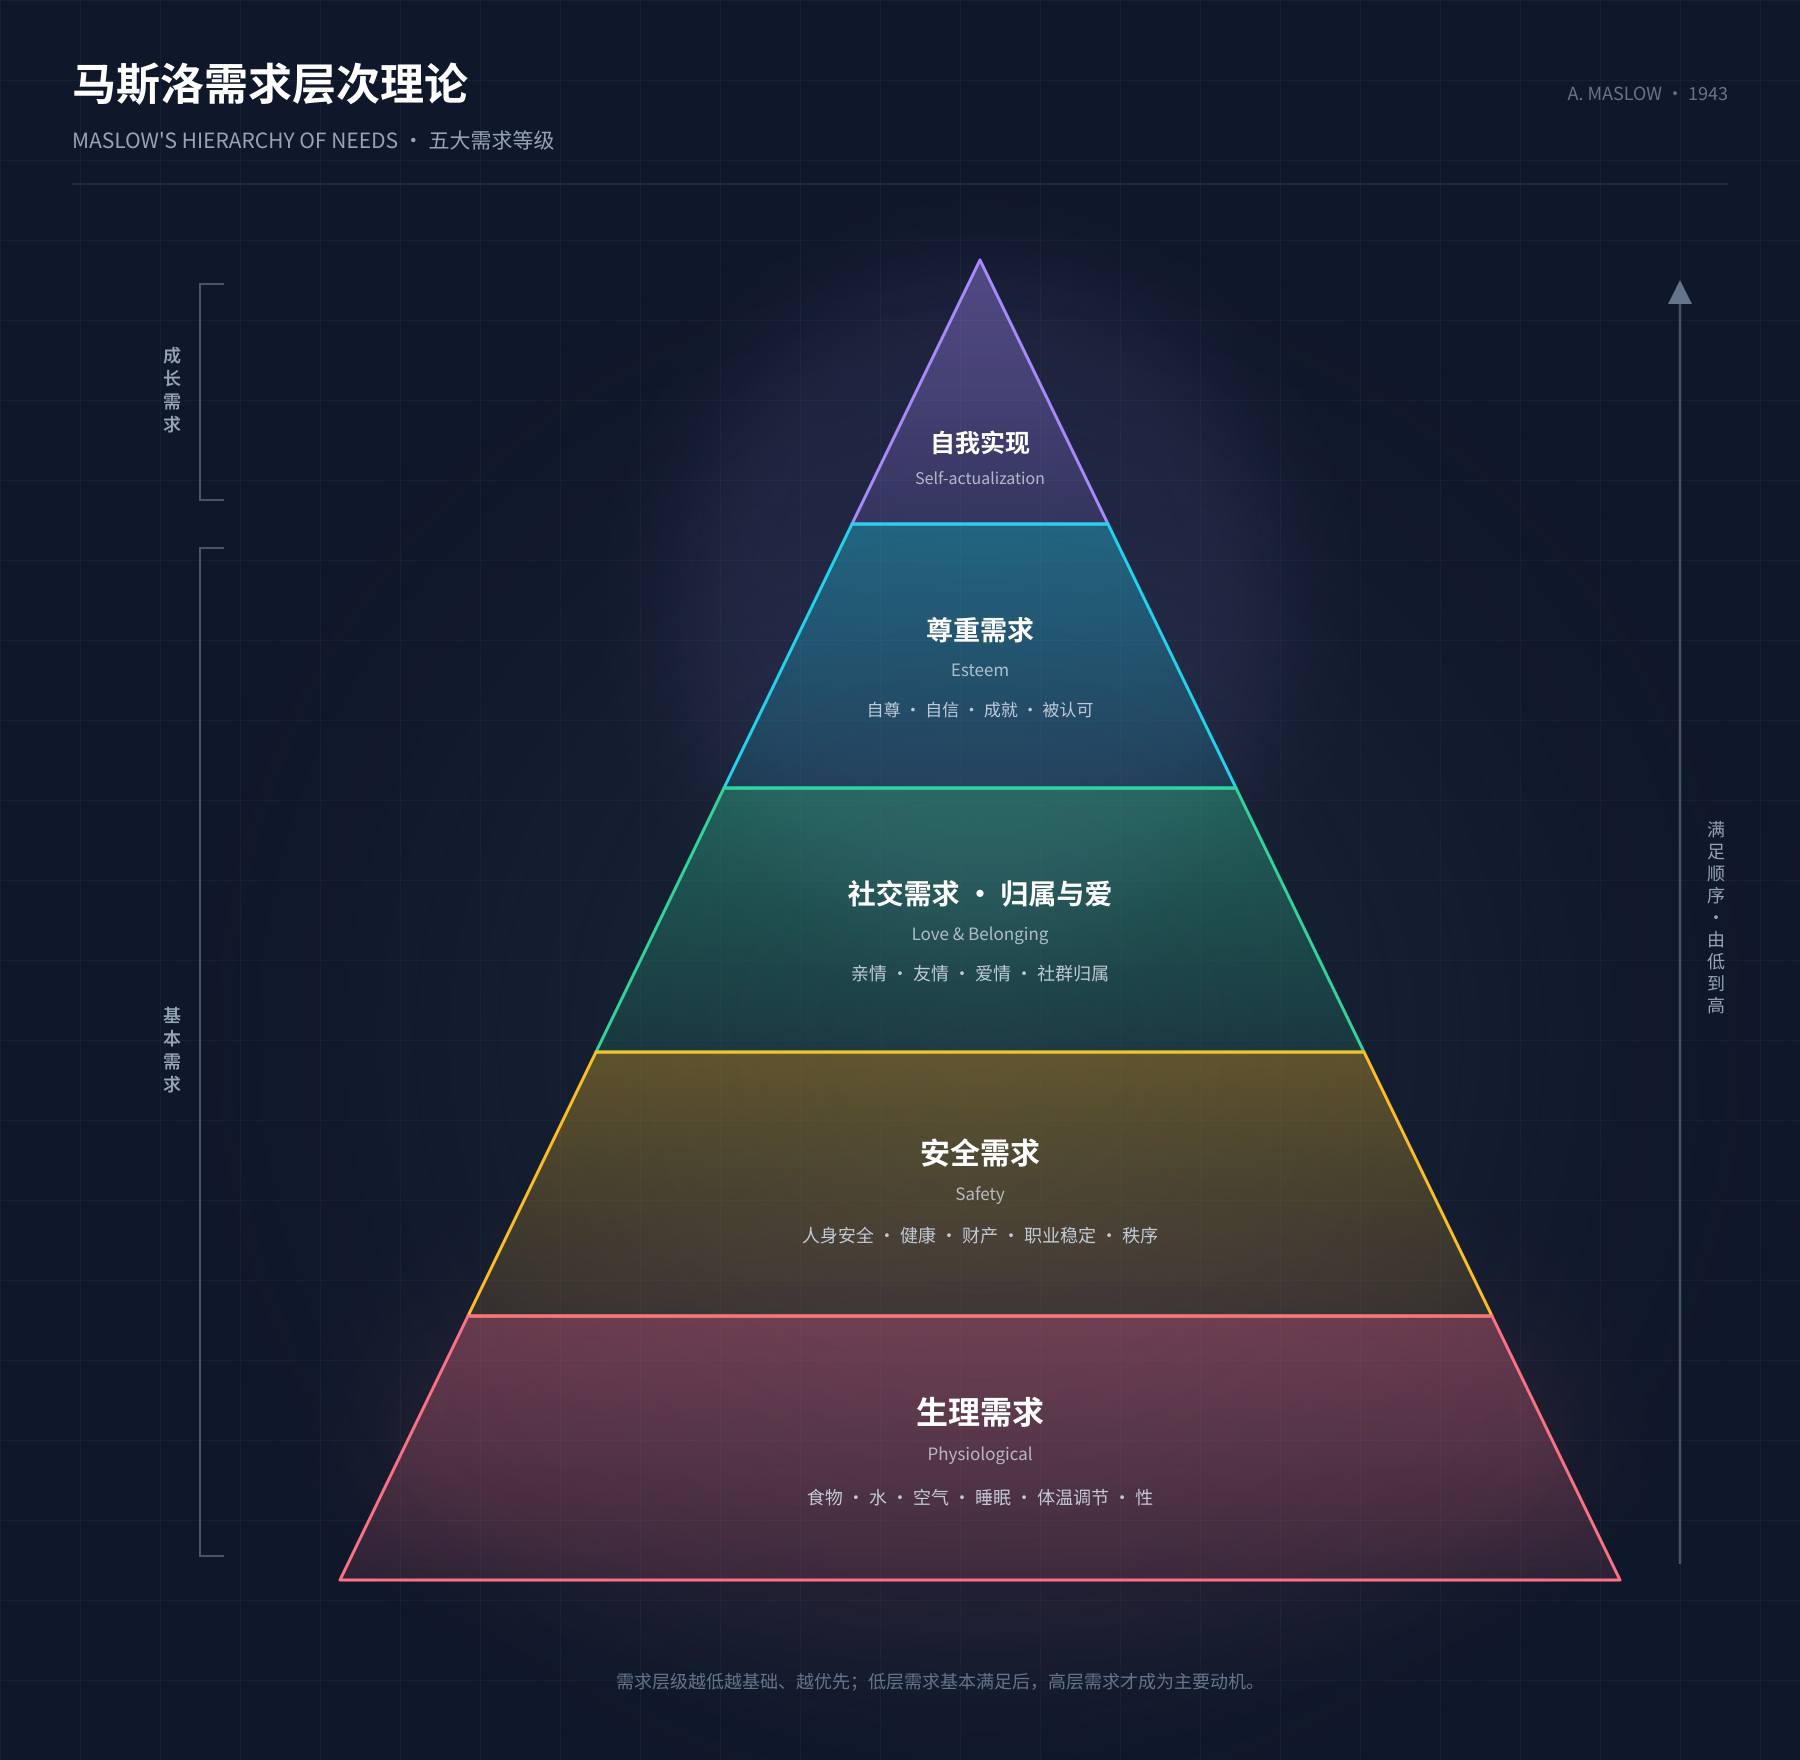 马斯洛需求层次理论
MASLOW'S HIERARCHY OF NEEDS · 五大需求等级
A. MASLOW · 1943
成长需求
自我实现
Self-actualization
尊重需求
Esteem
自尊 · 自信 · 成就 · 被认可
社交需求 · 归属与爱
Love & Belonging
亲情 · 友情 · 爱情 · 社群归属
满足顺序·由低到高
基本需求
安全需求
Safety
人身安全 · 健康 · 财产 · 职业稳定 · 秩序
生理需求
Physiological
食物 · 水 · 空气 · 睡眠 · 体温调节 · 性
需求层级越低越基础、越优先；低层需求基本满足后，高层需求才成为主要动机。